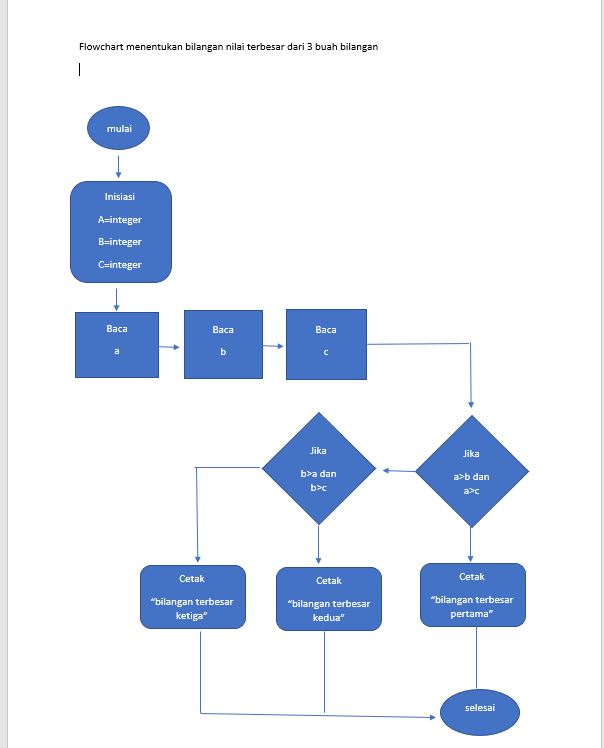 Flowchart menentukan bilangan nilai terbesar dari 3 buah bilangan
mulai
Inisiasi
A=integer
B=integer
C=integer
Baca
a
Baca
b
Baca
c
Jika
b>a dan
b>c
Jika
a>b dan
a>c
Cetak
“bilangan terbesar
ketiga”
Cetak
“bilangan terbesar
kedua”
Cetak
“bilangan terbesar
pertama”
selesai